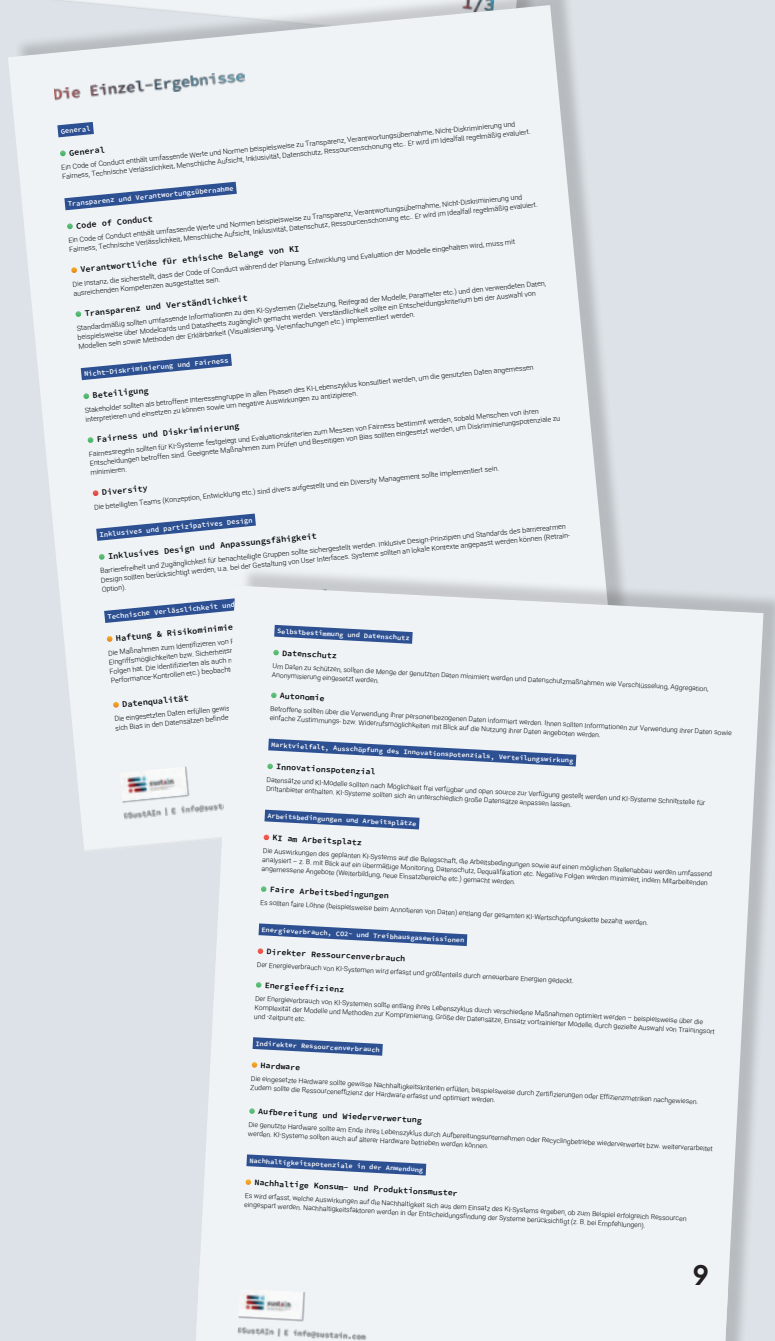 1/3
Die Einzel-Ergebnisse
General
General
Ein Code of Conduct enthält umfassende Werte und Normen beispielsweise zu Transparenz, Verantwortungsübernahme, Nicht-Diskriminierung und
Fairness, Technische Verlässlichkeit, Menschliche Aufsicht, Inklusivität, Datenschutz, Ressourcenschonung etc.. Er wird im Idealfall regelmäßig evaluiert.
Transparenz und Verantwortungsübernahme
Code of Conduct
Ein Code of Conduct enthält umfassende Werte und Normen beispielsweise zu Transparenz, Verantwortungsübernahme, Nicht-Diskriminierung und
Fairness, Technische Verlässlichkeit, Menschliche Aufsicht, Inklusivität, Datenschutz, Ressourcenschonung etc.. Er wird im Idealfall regelmäßig evaluiert.
Verantwortliche für ethische Belange von KI
Die Instanz, die sicherstellt, dass der Code of Conduct während der Planung, Entwicklung und Evaluation der Modelle eingehalten wird, muss mit
ausreichenden Kompetenzen ausgestattet sein.
Transparenz und Verständlichkeit
Standardmäßig sollten umfassende Informationen zu den KI-Systemen (Zielsetzung, Reifegrad der Modelle, Parameter etc.) und den verwendeten Daten,
beispielsweise über Modelcards und Datasheets zugänglich gemacht werden. Verständlichkeit sollte ein Entscheidungskriterium bei der Auswahl von
Modellen sein sowie Methoden der Erklärbarkeit (Visualisierung, Vereinfachungen etc.) implementiert werden.
Nicht-Diskriminierung und Fairness
Beteiligung
Stakeholder sollten als betroffene Interessengruppe in allen Phasen des KI-Lebenszyklus konsultiert werden, um die genutzten Daten angemessen
interpretieren und einsetzen zu können sowie um negative Auswirkungen zu antizipieren.
Fairness und Diskriminierung
Fairnessregeln sollten für KI-Systeme festgelegt und Evaluationskriterien zum Messen von Fairness bestimmt werden, sobald Menschen von ihren
Entscheidungen betroffen sind. Geeignete Maßnahmen zum Prüfen und Beseitigen von Bias sollten eingesetzt werden, um Diskriminierungspotenziale zu
minimieren.
Diversity
Die beteiligten Teams (Konzeption, Entwicklung etc.) sind divers aufgestellt und ein Diversity Management sollte implementiert sein.
Inklusives und partizipatives Design
Inklusives Design und Anpassungsfähigkeit
Barrierefreiheit und Zugänglichkeit für benachteiligte Gruppen sollte sichergestellt werden. Inklusive Design-Prinzipien und Standards des barrierearmen
Design sollten berücksichtigt werden, u.a. bei der Gestaltung von User Interfaces. Systeme sollten an lokale Kontexte angepasst werden können (Retrain-
Option).
Technische Verlässlichkeit und
Haftung & Risikominimie
Die Maßnahmen zum Identifizieren von
Eingriffsmöglichkeiten bzw. Sicherheitsr
Folgen hat. Die identifizierten als auch
Performance-Kontrollen etc.) beobachte
Datenqualität
Die eingesetzten Daten erfüllen gewis
sich Bias in den Datensätzen befinde
sustain
©SustAIn | E info@sust
Selbstbestimmung und Datenschutz
Datenschutz
Um Daten zu schützen, sollten die Menge der genutzten Daten minimiert werden und Datenschutzmaßnahmen wie Verschlüsselung, Aggregation,
Anonymisierung eingesetzt werden.
Autonomie
Betroffene sollten über die Verwendung ihrer personenbezogenen Daten informiert werden. Ihnen sollten Informationen zur Verwendung ihrer Daten sowie
einfache Zustimmungs- bzw. Widerrufsmöglichkeiten mit Blick auf die Nutzung ihrer Daten angeboten werden.
Marktvielfalt, Ausschöpfung des Innovationspotenzials, Verteilungswirkung
Innovationspotenzial
Datensätze und KI-Modelle sollten nach Möglichkeit frei verfügbar und open source zur Verfügung gestellt werden und KI-Systeme Schnittstelle für
Drittanbieter enthalten. KI-Systeme sollten sich an unterschiedlich große Datensätze anpassen lassen.
Arbeitsbedingungen und Arbeitsplätze
KI am Arbeitsplatz
Die Auswirkungen des geplanten KI-Systems auf die Belegschaft, die Arbeitsbedingungen sowie auf einen möglichen Stellenabbau werden umfassend
analysiert – z. B. mit Blick auf ein übermäßige Monitoring, Datenschutz, Dequalifikation etc. Negative Folgen werden minimiert, indem Mitarbeitenden
angemessene Angebote (Weiterbildung, neue Einsatzbereiche etc.) gemacht werden.
Faire Arbeitsbedingungen
Es sollten faire Löhne (beispielsweise beim Annotieren von Daten) entlang der gesamten KI-Wertschöpfungskette bezahlt werden.
Energieverbrauch, CO2- und Treibhausgasemissionen
Direkter Ressourcenverbrauch
Der Energieverbrauch von KI-Systemen wird erfasst und größtenteils durch erneuerbare Energien gedeckt.
Energieeffizienz
Der Energieverbrauch von KI-Systemen sollte entlang ihres Lebenszyklus durch verschiedene Maßnahmen optimiert werden – beispielsweise über die
Komplexität der Modelle und Methoden zur Komprimierung, Größe der Datensätze, Einsatz vortrainierter Modelle, durch gezielte Auswahl von Trainingsort
und -zeitpunt etc.
Indirekter Ressourcenverbrauch
Hardware
Die eingesetzte Hardware sollte gewisse Nachhaltigkeitskriterien erfüllen, beispielsweise durch Zertifizierungen oder Effizienzmetriken nachgewiesen.
Zudem sollte die Ressourceneffizienz der Hardware erfasst und optimiert werden.
Aufbereitung und Wiederverwertung
Die genutzte Hardware sollte am Ende ihres Lebenszyklus durch Aufbereitungsunternehmen oder Recyclingbetriebe wiederverwertet bzw. weiterverarbeitet
werden. KI-Systeme sollten auch auf älterer Hardware betrieben werden können.
Nachhaltigkeitspotenziale in der Anwendung
Nachhaltige Konsum- und Produktionsmuster
Es wird erfasst, welche Auswirkungen auf die Nachhaltigkeit sich aus dem Einsatz des KI-Systems ergeben, ob zum Beispiel erfolgreich Ressourcen
eingespart werden. Nachhaltigkeitsfaktoren werden in der Entscheidungsfindung der Systeme berücksichtigt (z. B. bei Empfehlungen).
9
sustain
©SustAIn | E info@sustain.com